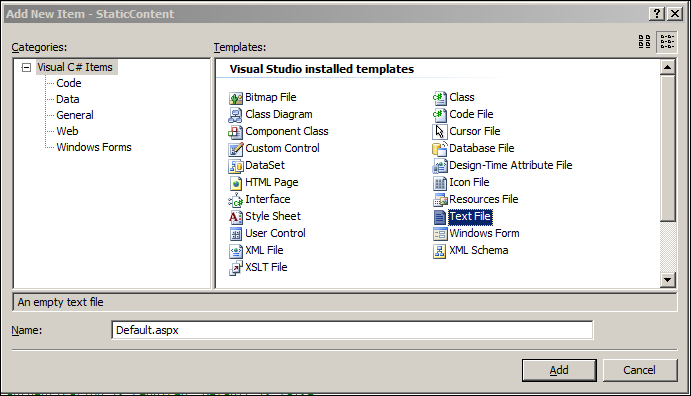 Add New Item - StaticContent
Categories:
Templates:
Visual C# Items
Code
Data
General
Web
Windows Forms
Visual Studio installed templates
Bitmap File
Class Diagram
Component Class
Custom Control
DataSet
HTML Page
Interface
Style Sheet
User Control
XML File
XSLT File
Class
Code File
Cursor File
Database File
Design-Time Attribute File
Icon File
Resources File
Text File
Windows Form
XML Schema
An empty text file
Name:
Default.aspx
Add
Cancel